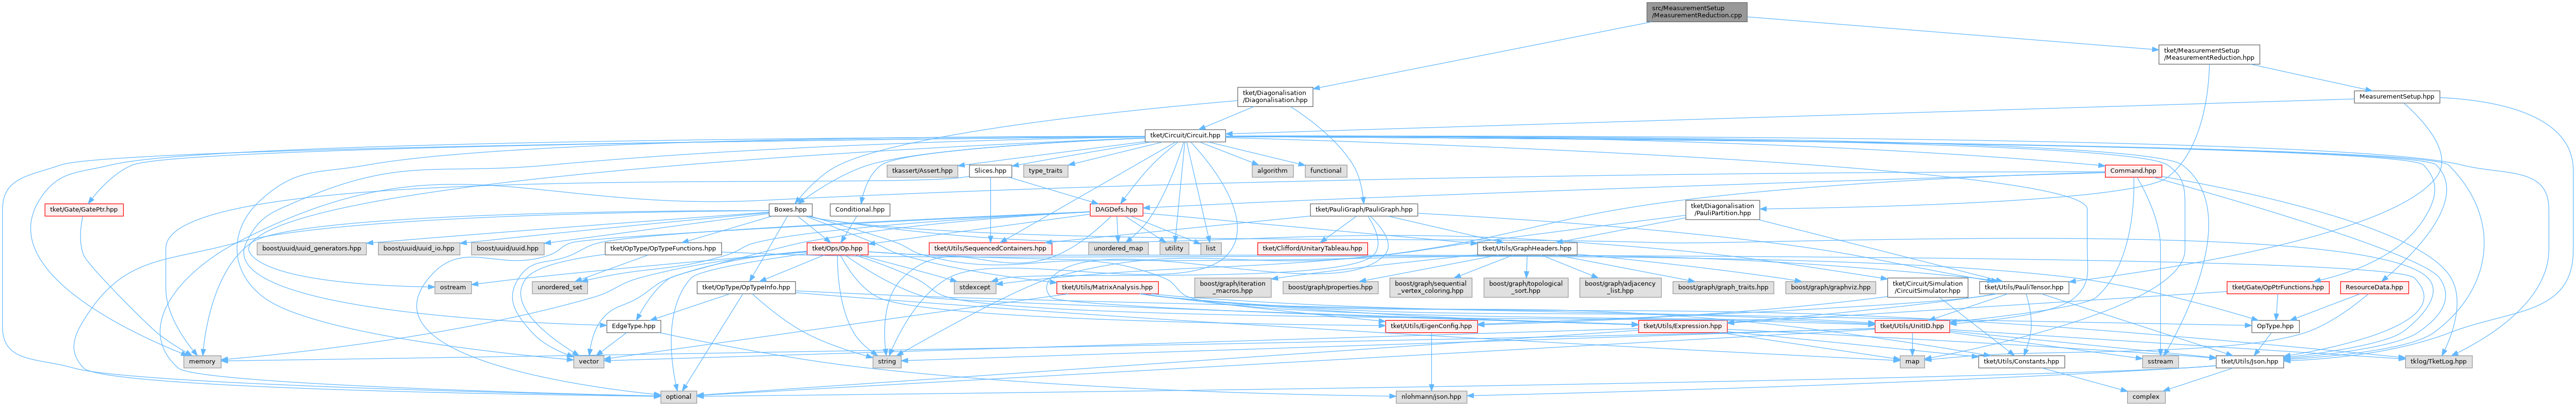 src/MeasurementSetup
/MeasurementReduction.cpp
tket/MeasurementSetup
/MeasurementReduction.hpp
tket/Diagonalisation
/Diagonalisation.hpp
MeasurementSetup.hpp
tket/Circuit/Circuit.hpp
tkassert/Assert.hpp
Slices.hpp
type_traits
algorithm
functional
Command.hpp
tket/Gate/GatePtr.hpp
Boxes.hpp
Conditional.hpp
DAGDefs.hpp
tket/PauliGraph/PauliGraph.hpp
tket/Diagonalisation
/PauliPartition.hpp
boost/uuid/uuid_generators.hpp
boost/uuid/uuid_io.hpp
boost/uuid/uuid.hpp
tket/OpType/OpTypeFunctions.hpp
tket/Ops/Op.hpp
tket/Utils/SequencedContainers.hpp
unordered_map
utility
list
tket/Clifford/UnitaryTableau.hpp
tket/Utils/GraphHeaders.hpp
ostream
unordered_set
tket/OpType/OpTypeInfo.hpp
stdexcept
tket/Utils/MatrixAnalysis.hpp
boost/graph/iteration
_macros.hpp
boost/graph/properties.hpp
boost/graph/sequential
_vertex_coloring.hpp
boost/graph/topological
_sort.hpp
boost/graph/adjacency
_list.hpp
boost/graph/graph_traits.hpp
boost/graph/graphviz.hpp
tket/Circuit/Simulation
/CircuitSimulator.hpp
tket/Utils/PauliTensor.hpp
tket/Gate/OpPtrFunctions.hpp
ResourceData.hpp
EdgeType.hpp
tket/Utils/EigenConfig.hpp
tket/Utils/Expression.hpp
tket/Utils/UnitID.hpp
OpType.hpp
memory
vector
string
map
tket/Utils/Constants.hpp
sstream
tket/Utils/Json.hpp
tklog/TketLog.hpp
optional
nlohmann/json.hpp
complex